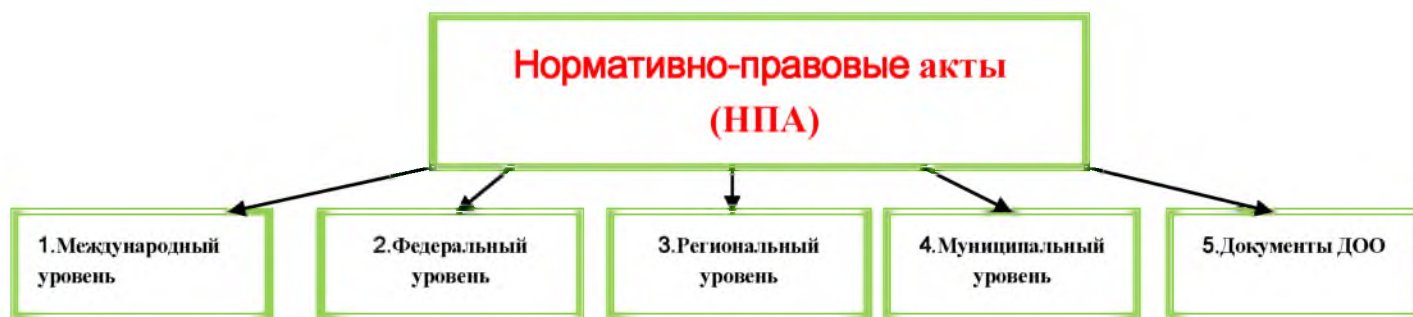 Нормативно-правовые акты
(НПА)
1.Международный
уровень
2.Федеральный
уровень
3.Региональный
уровень
4.Муниципальный
уровень
5.Документы ДОО